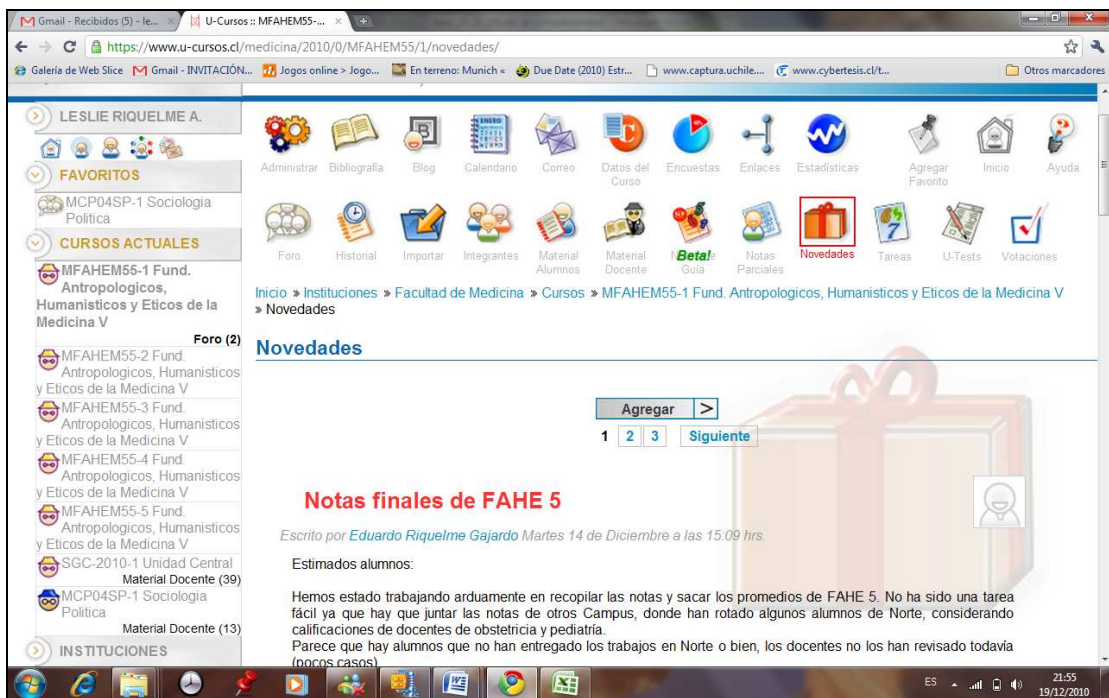 Gmail - Recibidos (5) - le...
U-Cursos :: MFAHEM55-...
https://www.u-cursos.cl/medicina/2010/0/MFAHEM55/1/novedades/
Galería de Web Slice
Gmail - INVITACIÓN...
Jogos online > Jogo...
En terreno: Munich «
Due Date (2010) Estr...
www.captura.uchile....
www.cybertesis.cl/t...
Otros marcadores
LESLIE RIQUELME A.
FAVORITOS
MCP04SP-1 Sociologia
Politica
CURSOS ACTUALES
MFAHEM55-1 Fund.
Antropologicos,
Humanisticos y Eticos de la
Medicina V
Foro (2)
MFAHEM55-2 Fund.
Antropologicos, Humanisticos
y Eticos de la Medicina V
MFAHEM55-3 Fund.
Antropologicos, Humanisticos
y Eticos de la Medicina V
MFAHEM55-4 Fund.
Antropologicos, Humanisticos
y Eticos de la Medicina V
MFAHEM55-5 Fund.
Antropologicos, Humanisticos
y Eticos de la Medicina V
SGC-2010-1 Unidad Central
Material Docente (39)
MCP04SP-1 Sociologia
Politica
Material Docente (13)
INSTITUCIONES
Administrar
Bibliografía
Blog
ENERO
Calendario
Correo
Datos del
Curso
Encuestas
Enlaces
Estadísticas
Agregar
Favorito
Inicio
Ayuda
Foro
Historial
Importar
Integrantes
Material
Alumnos
Material
Docente
Beta!
Guía
Notas
Parciales
Novedades
Tareas
U-Tests
Votaciones
Inicio » Instituciones » Facultad de Medicina » Cursos » MFAHEM55-1 Fund. Antropologicos, Humanisticos y Eticos de la Medicina V
» Novedades
Novedades
Agregar >
1 2 3 Siguiente
Notas finales de FAHE 5
Escrito por Eduardo Riquelme Gajardo Martes 14 de Diciembre a las 15:09 hrs.
Estimados alumnos:
Hemos estado trabajando arduamente en recopilar las notas y sacar los promedios de FAHE 5. No ha sido una tarea
fácil ya que hay que juntar las notas de otros Campus, donde han rotado algunos alumnos de Norte, considerando
calificaciones de docentes de obstetricia y pediatría.
Parece que hay alumnos que no han entregado los trabajos en Norte o bien, los docentes no los han revisado todavía
(pocos casos)
ES
21:55
19/12/2010